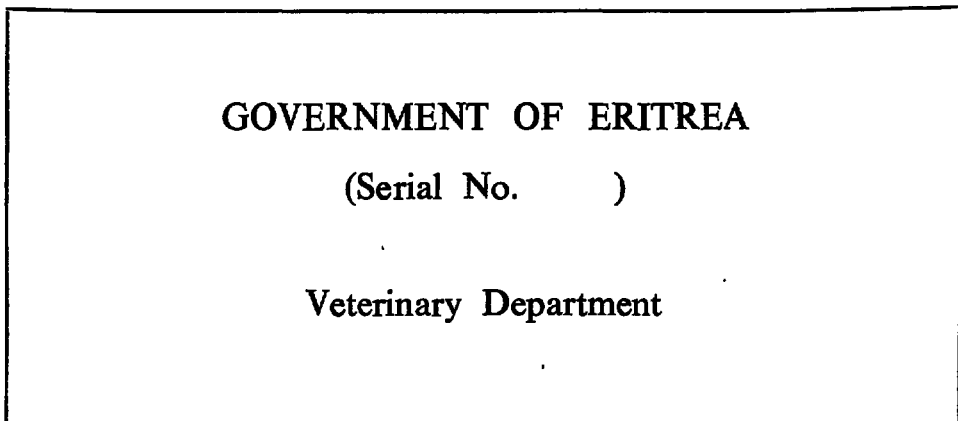 GOVERNMENT OF ERITREA
(Serial No. )
Veterinary Department